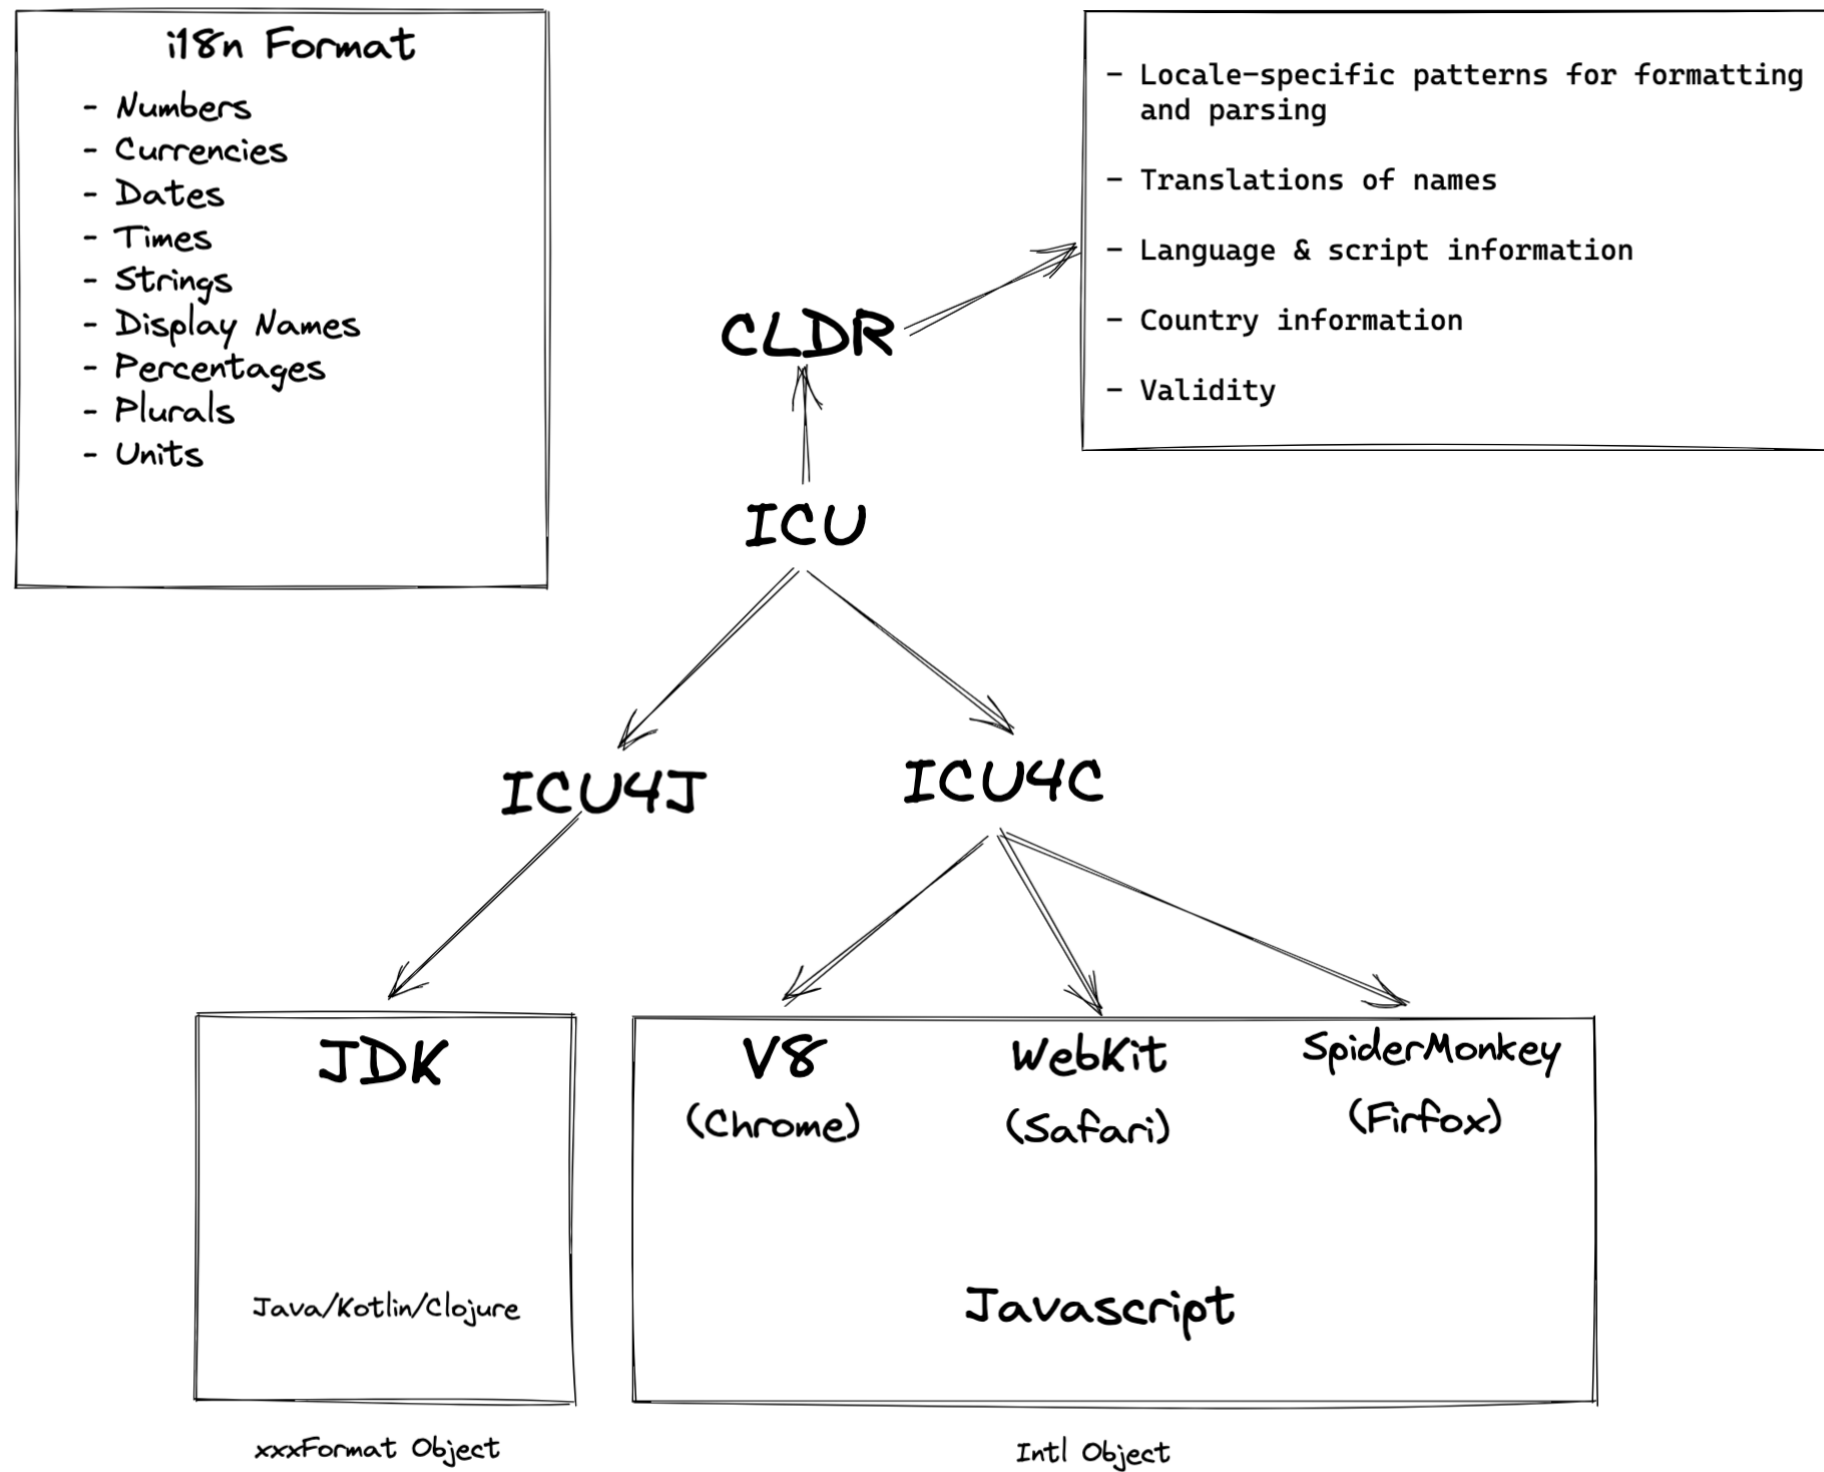 i18n Format
- Numbers
- Currencies
- Dates
- Times
- Strings
- Display Names
- Percentages
- Plurals
- Units
- Locale-specific patterns for formatting
and parsing
- Translations of names
- Language & script information
- Country information
- Validity
CLDR
ICU
ICU4J
ICU4C
JDK
Java/Kotlin/Clojure
xxxFormat Object
V8
(Chrome)
WebKit
(Safari)
SpiderMonkey
(Firfox)
Javascript
Intl Object